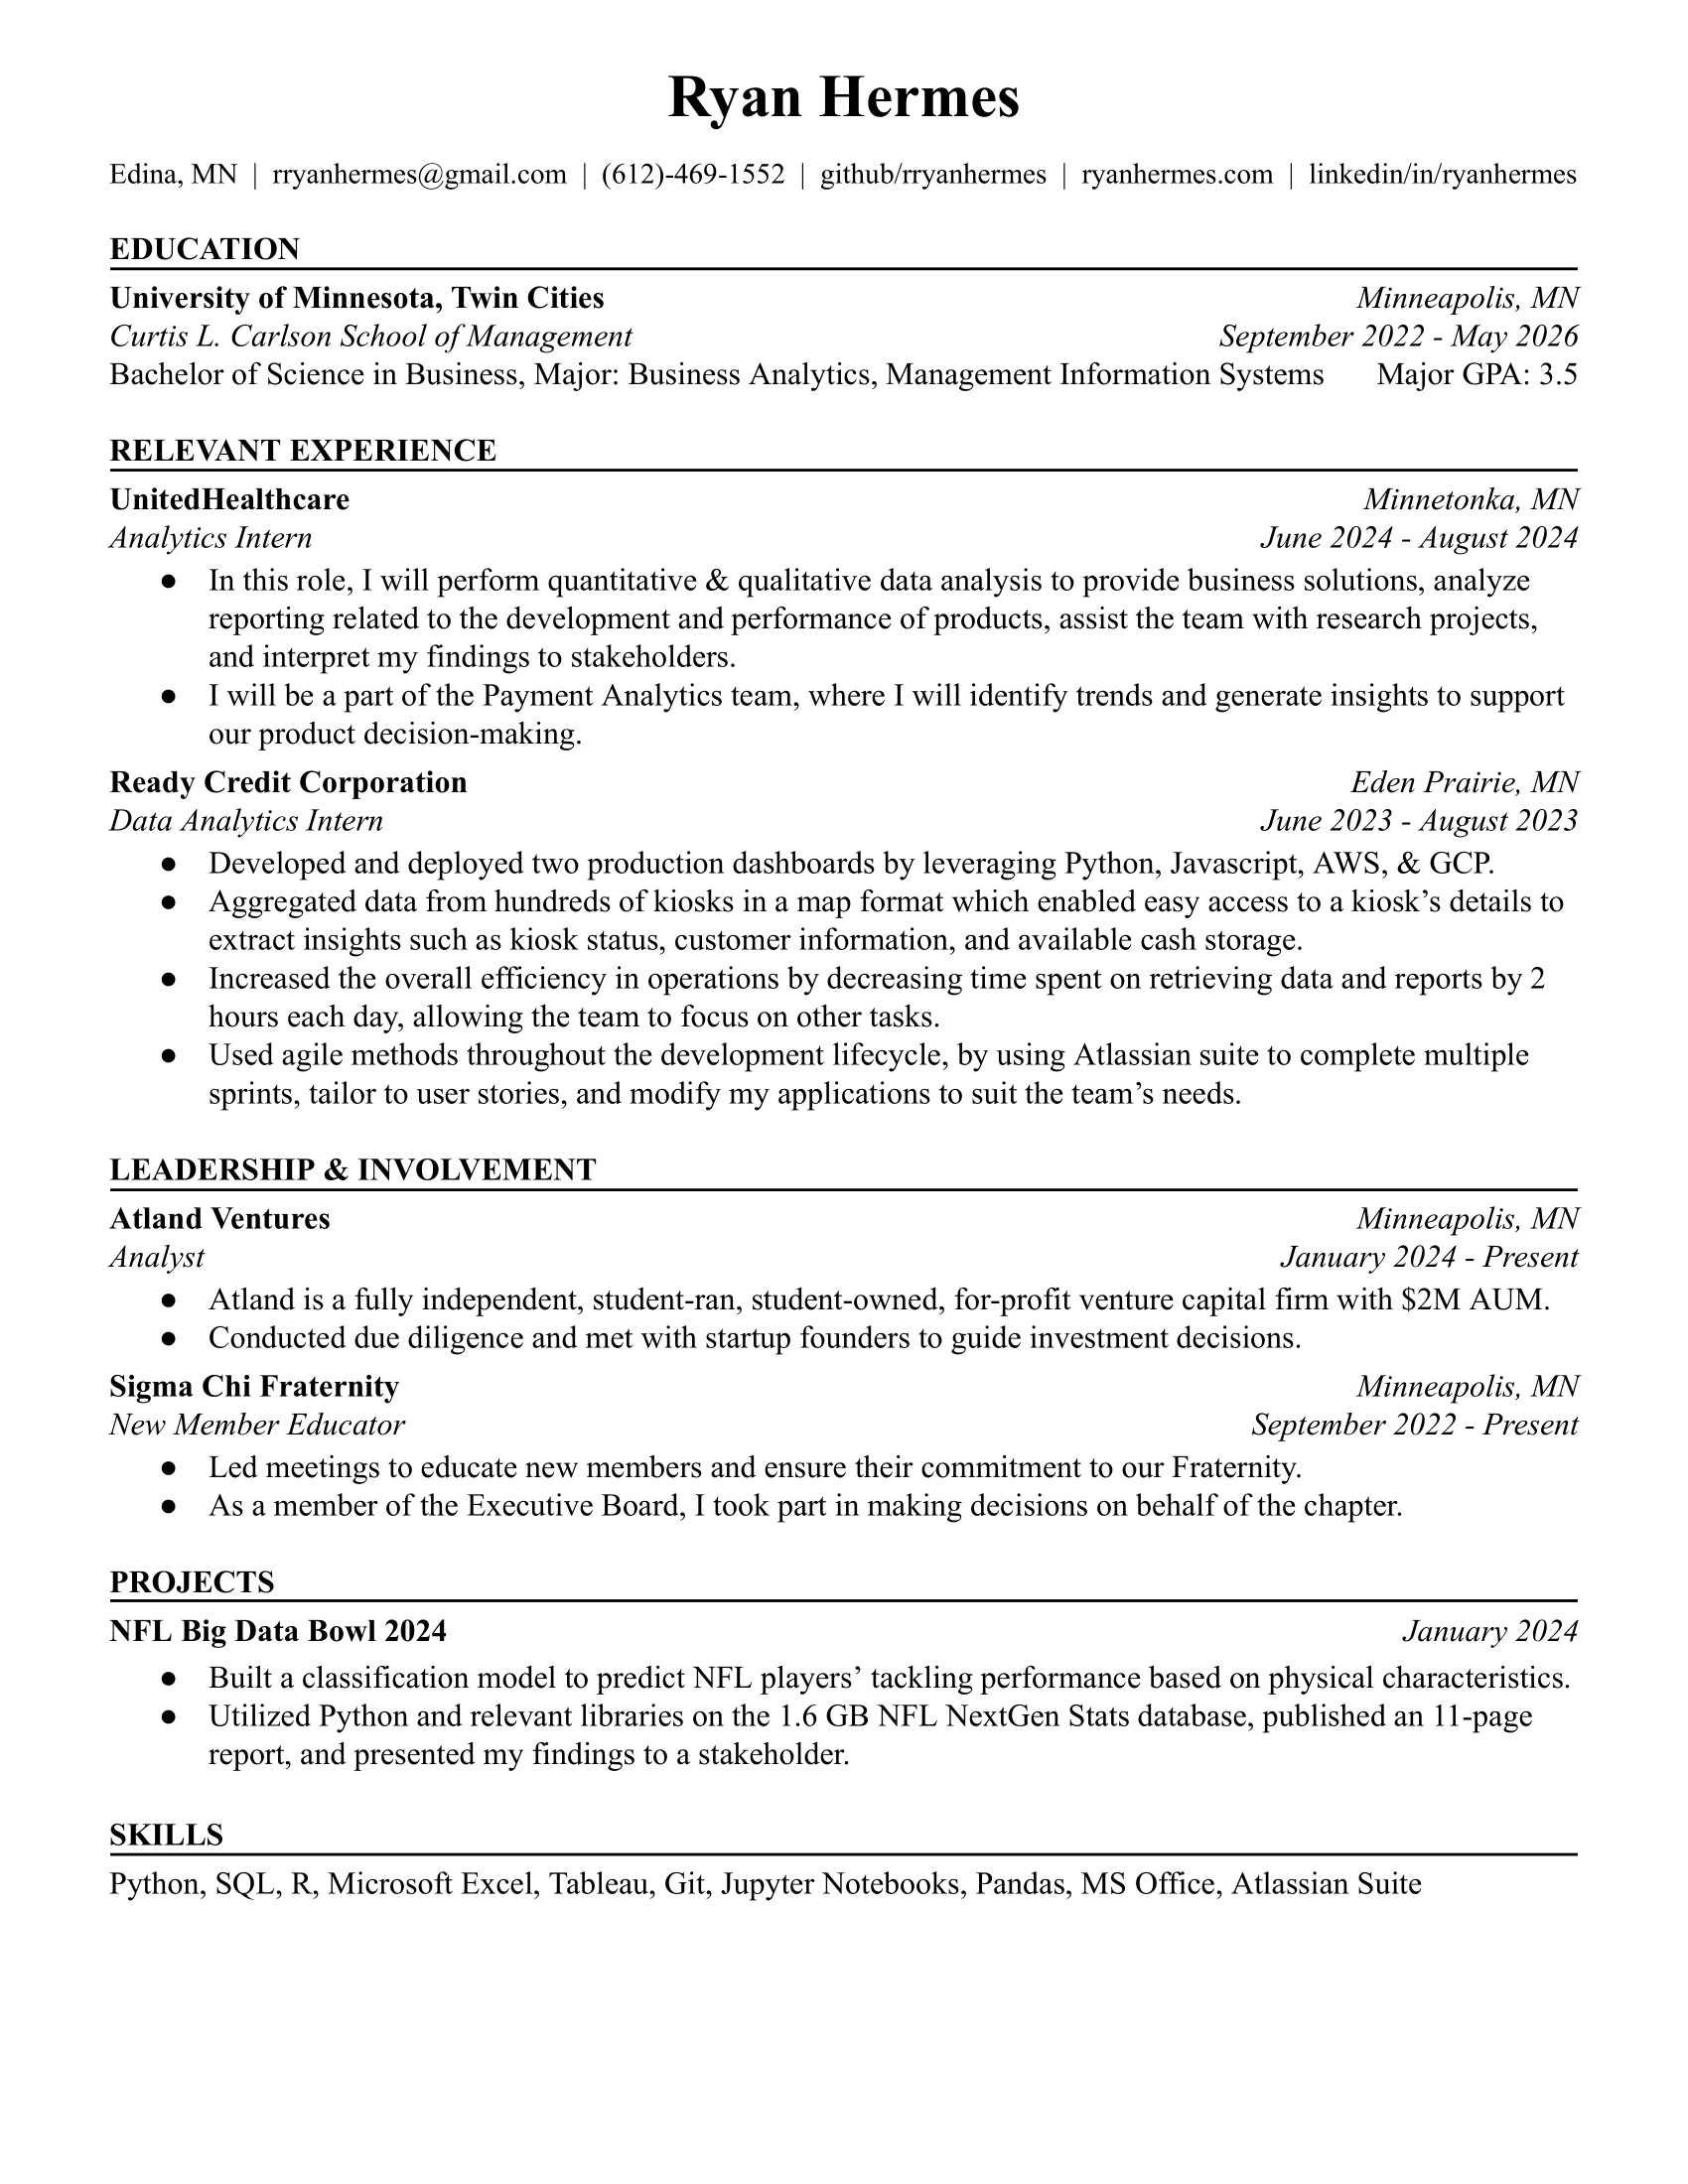 Ryan Hermes
Edina, MN | rryanhermes@gmail.com | (612)-469-1552 | github/rryanhermes | ryanhermes.com | linkedin/in/ryanhermes
EDUCATION
University of Minnesota, Twin Cities Minneapolis, MN
Curtis L. Carlson School of Management September 2022 - May 2026
Bachelor of Science in Business, Major: Business Analytics, Management Information Systems Major GPA: 3.5
RELEVANT EXPERIENCE
UnitedHealthcare Minnetonka, MN
Analytics Intern June 2024 - August 2024
● In this role, I will perform quantitative & qualitative data analysis to provide business solutions, analyze
reporting related to the development and performance of products, assist the team with research projects,
and interpret my findings to stakeholders.
● I will be a part of the Payment Analytics team, where I will identify trends and generate insights to support
our product decision-making.
Ready Credit Corporation Eden Prairie, MN
Data Analytics Intern June 2023 - August 2023
● Developed and deployed two production dashboards by leveraging Python, Javascript, AWS, & GCP.
● Aggregated data from hundreds of kiosks in a map format which enabled easy access to a kiosk’s details to
extract insights such as kiosk status, customer information, and available cash storage.
● Increased the overall efficiency in operations by decreasing time spent on retrieving data and reports by 2
hours each day, allowing the team to focus on other tasks.
● Used agile methods throughout the development lifecycle, by using Atlassian suite to complete multiple
sprints, tailor to user stories, and modify my applications to suit the team’s needs.
LEADERSHIP & INVOLVEMENT
Atland Ventures Minneapolis, MN
Analyst January 2024 - Present
● Atland is a fully independent, student-ran, student-owned, for-profit venture capital firm with $2M AUM.
● Conducted due diligence and met with startup founders to guide investment decisions.
Sigma Chi Fraternity Minneapolis, MN
New Member Educator September 2022 - Present
● Led meetings to educate new members and ensure their commitment to our Fraternity.
● As a member of the Executive Board, I took part in making decisions on behalf of the chapter.
PROJECTS
NFL Big Data Bowl 2024 January 2024
● Built a classification model to predict NFL players’ tackling performance based on physical characteristics.
● Utilized Python and relevant libraries on the 1.6 GB NFL NextGen Stats database, published an 11-page
report, and presented my findings to a stakeholder.
SKILLS
Python, SQL, R, Microsoft Excel, Tableau, Git, Jupyter Notebooks, Pandas, MS Office, Atlassian Suite